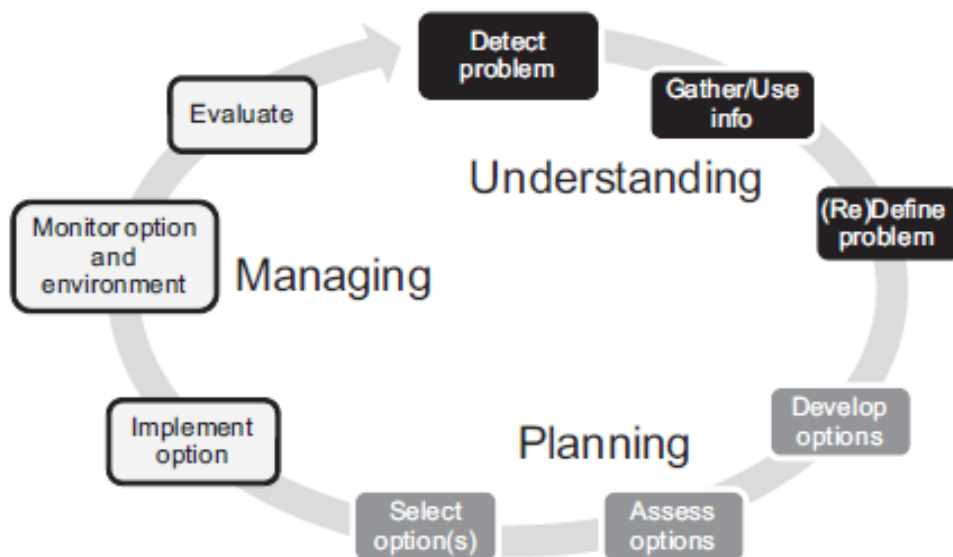 Detect
problem
Gather/Use
info
Understanding
(Re)Define
problem
Develop
options
Planning
Assess
options
Select
option(s)
Implement
option
Managing
Monitor option
and
environment
Evaluate